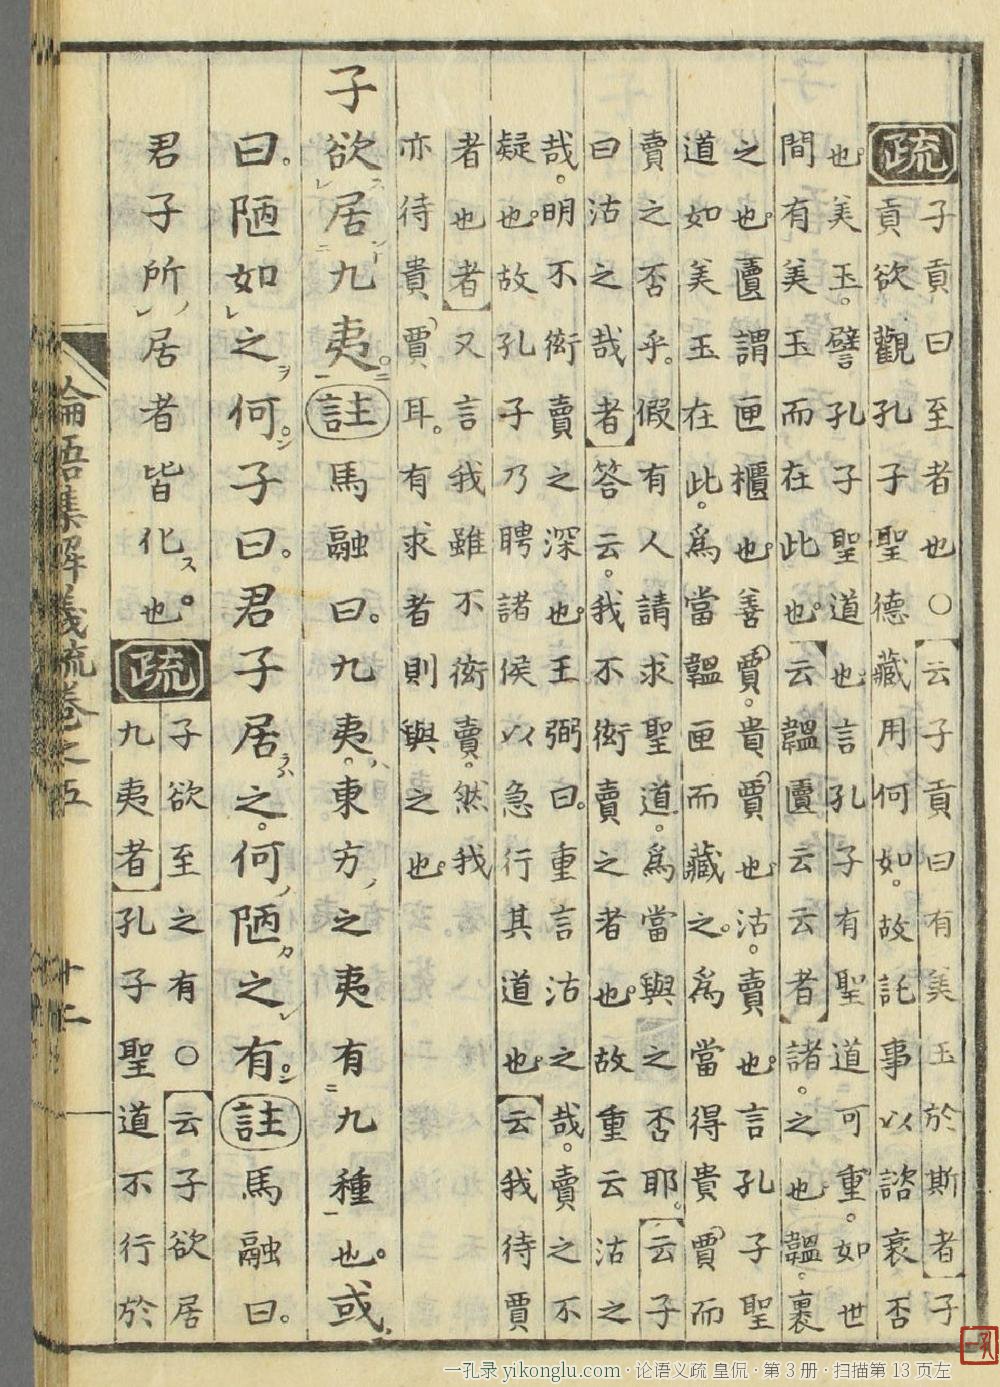 疏
子貢曰至者也○云子貢曰有美玉於斯者子
貢欲觀孔子聖德藏用何如故託事以諮衰否
也美玉譬孔子聖道也言孔子有聖道可重如世
間有美玉而在此也云韞匵云云者諸之也韞裹
之也匵謂匣櫃也善賈貴賈也沽賣也言孔子聖
道如美玉在此爲當韞匣而藏之爲當得貴賈而
賣之否乎假有人請求聖道爲當與之否耶云子
曰沽之哉者答云我不衒賣之者也故重云沽之
哉明不衒賣之深也王弼曰重言沽之哉賣之不
疑也故孔子乃聘諸侯以急行其道也云我待賈
者也者又言我雖不衒賣然我
亦待貴賈耳有求者則與之也
子欲居九夷註馬融曰九夷東方之夷有九種也或
曰陋如之何子曰君子居之何陋之有註馬融曰
君子所居者皆化也疏
子欲至之有○云子欲居
九夷者孔子聖道不行於
論語集解義疏卷之五
十二
一孔录 yikonglu.com · 论语义疏 皇侃 · 第 3 册 · 扫描第 13 页左